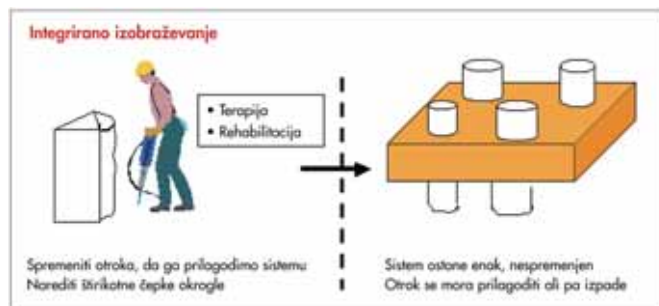 Integrirano izobraževanje
• Terapija
• Rehabilitacija
Spremeniti otroka, da ga prilagodimo sistemu
Narediti štirikotne čepke okrogle
Sistem ostane enak, nespremenjen
Otrok se mora prilagoditi ali pa izpade